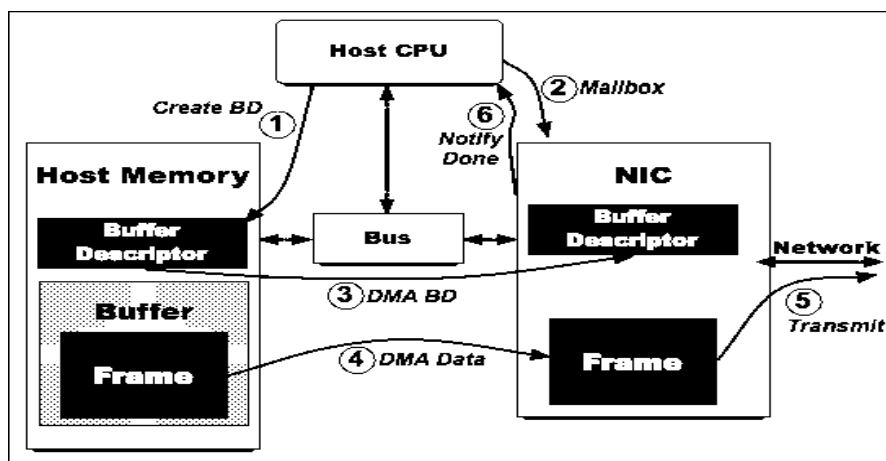 Host CPU
Create BD
1
2
Mailbox
6
Notify
Done
Host Memory
NIC
Buffer
Descriptor
Bus
Buffer
Descriptor
Network
3
DMA BD
5
Transmit
Buffer
Frame
4
DMA Data
Frame